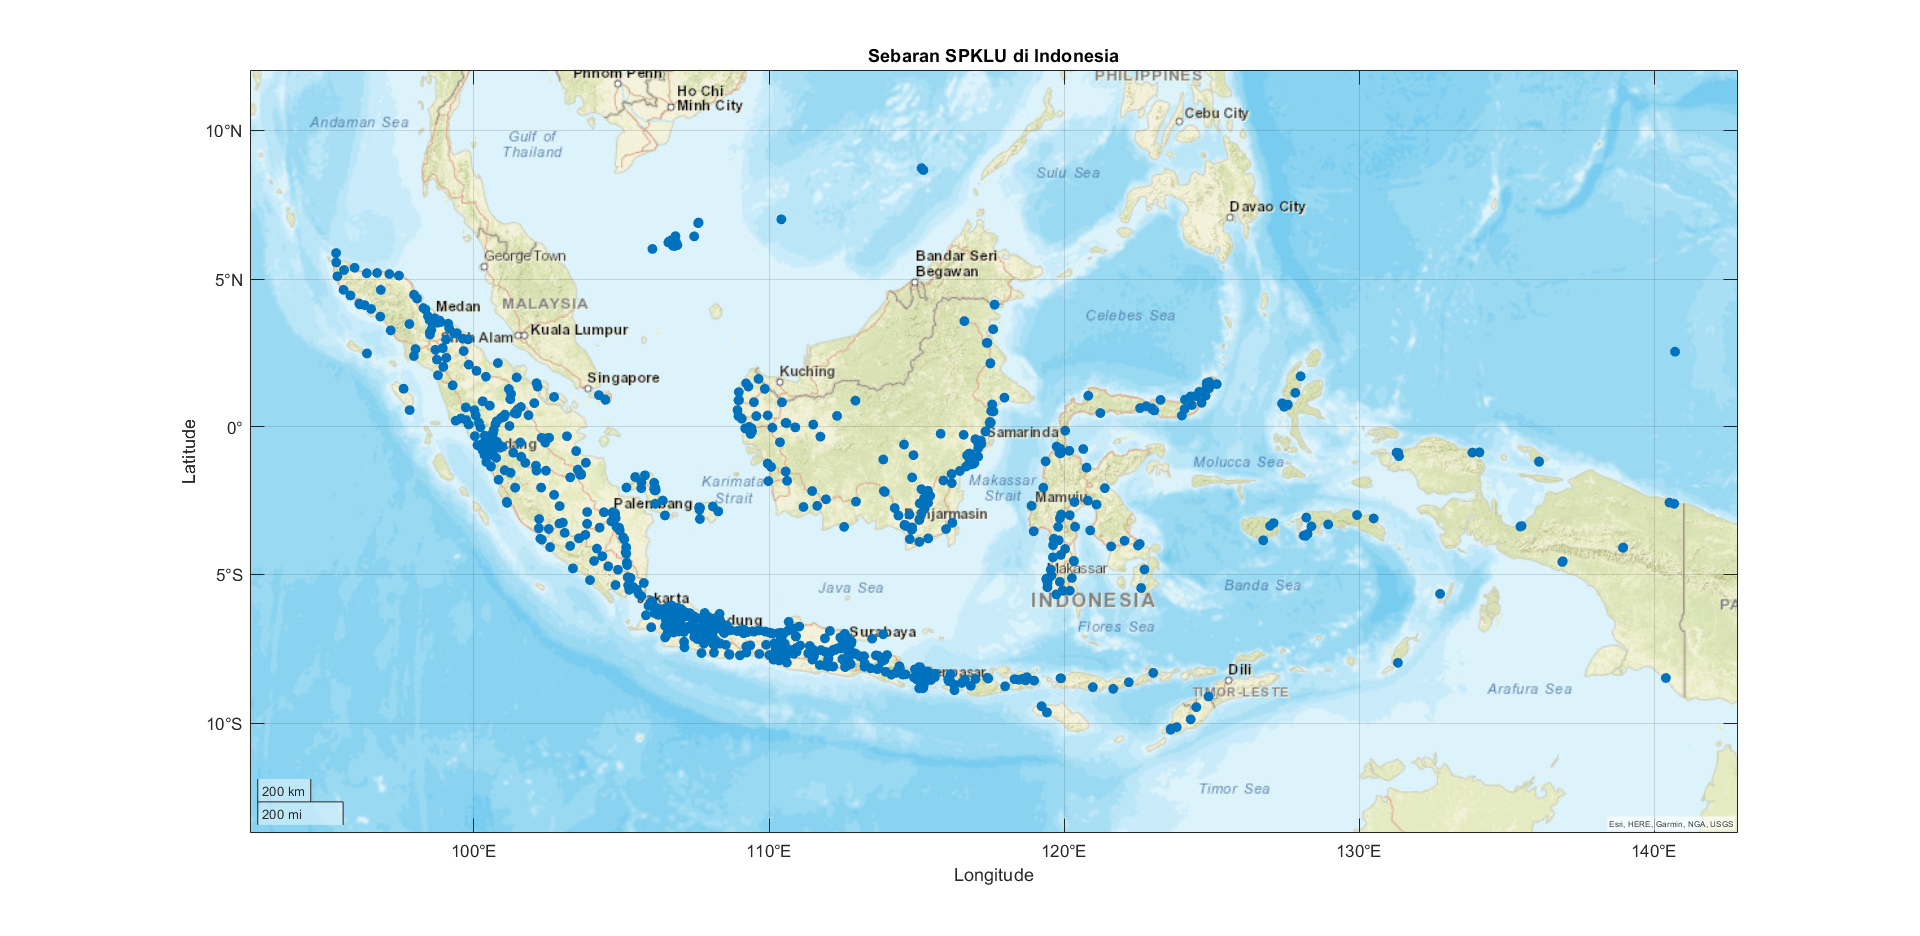 Sebaran SPKLU di Indonesia
Phnom Penh
PHILIPPINES
Ho Chi
Minh City
Cebu City
Andaman Sea
10°N
Gulf of
Thailand
Sulu Sea
Davao City
George Town
Bandar Seri
Begawan
5°N
MALAYSIA
Medan
Celebes Sea
Kuala Lumpur
Alam
Kuching
Singapore
0°
Samarinda
Latitude
Molucca Sea
Karimata
Strait
Makassar
Strait
Mamuju
Palembang
Banjarmasin
Makassar
5°S
Java Sea
Banda Sea
INDONESIA
Jakarta
PA
dung
Flores Sea
Surabaya
Denpasar
Dili
TIMOR-LESTE
Arafura Sea
10°S
Timor Sea
200 km
200 mi
Esri, HERE, Garmin, NGA, USGS
100°E
110°E
120°E
130°E
140°E
Longitude